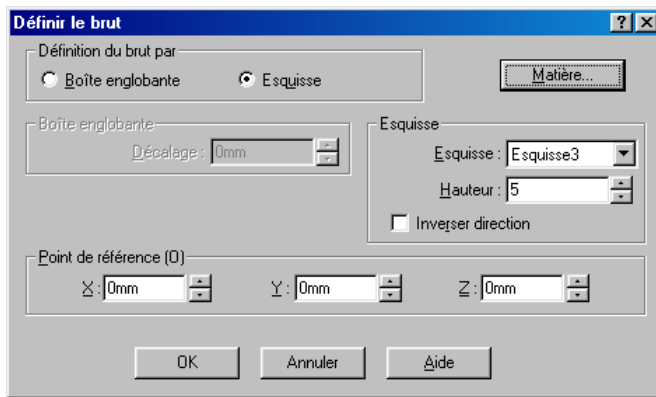 Définir le brut
Définition du brut par
Boîte englobante
Esquisse
Matière...
Boîte englobante
Décalage : 0mm
Esquisse
Esquisse : Esquisse3
Hauteur : 5
Inverser direction
Point de référence (O)
X : 0mm
Y : 0mm
Z : 0mm
OK
Annuler
Aide